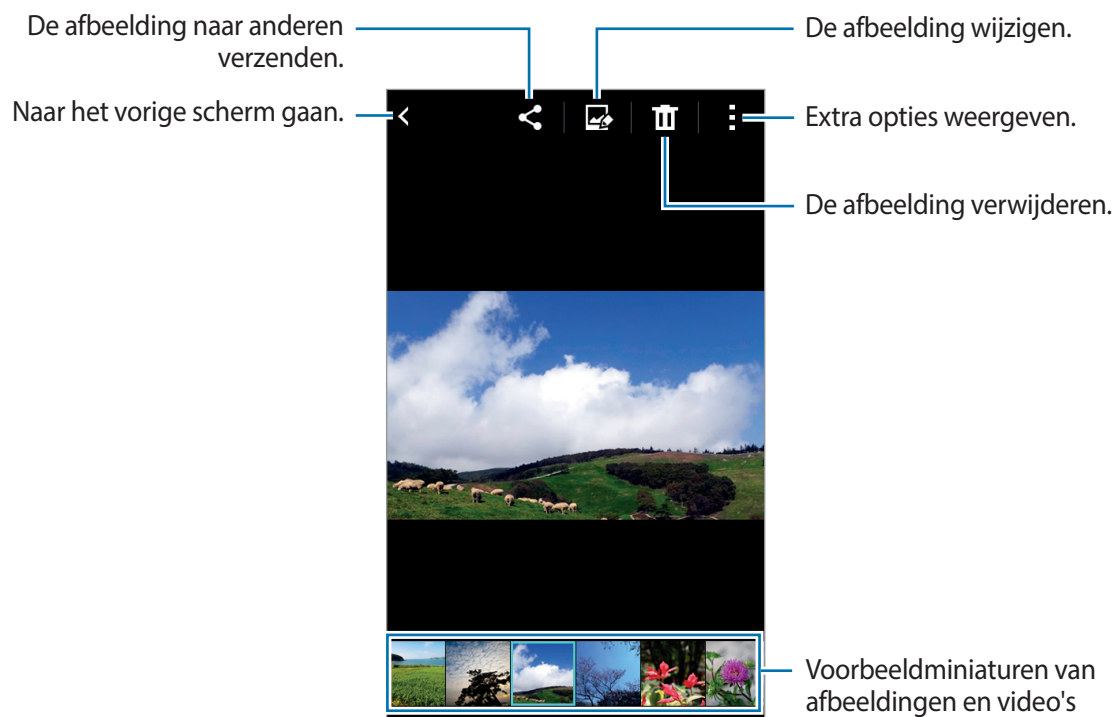 De afbeelding naar anderen
verzenden.
De afbeelding wijzigen.
Naar het vorige scherm gaan.
Extra opties weergeven.
De afbeelding verwijderen.
Voorbeeldminiaturen van
afbeeldingen en video's